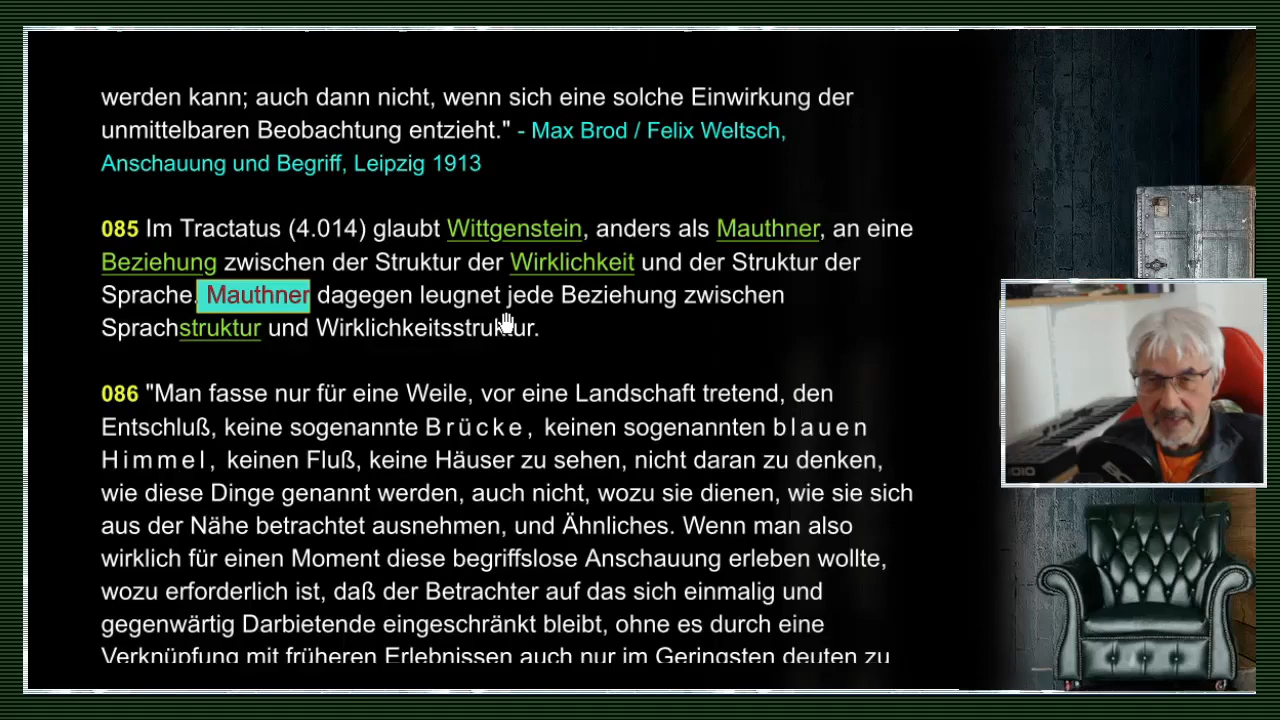 werden kann; auch dann nicht, wenn sich eine solche Einwirkung der
unmittelbaren Beobachtung entzieht." - Max Brod / Felix Weltsch,
Anschauung und Begriff, Leipzig 1913
085 Im Tractatus (4.014) glaubt Wittgenstein, anders als Mauthner, an eine
Beziehung zwischen der Struktur der Wirklichkeit und der Struktur der
Sprache. Mauthner dagegen leugnet jede Beziehung zwischen
Sprachstruktur und Wirklichkeitsstruktur.
086 "Man fasse nur für eine Weile, vor eine Landschaft tretend, den
Entschluß, keine sogenannte B r ü c k e , keinen sogenannten b l a u e n
H i m m e l , keinen Fluß, keine Häuser zu sehen, nicht daran zu denken,
wie diese Dinge genannt werden, auch nicht, wozu sie dienen, wie sie sich
aus der Nähe betrachtet ausnehmen, und Ähnliches. Wenn man also
wirklich für einen Moment diese begriffslose Anschauung erleben wollte,
wozu erforderlich ist, daß der Betrachter auf das sich einmalig und
gegenwärtig Darbietende eingeschränkt bleibt, ohne es durch eine
Verknüpfung mit früheren Erlebnissen auch nur im Geringsten deuten zu